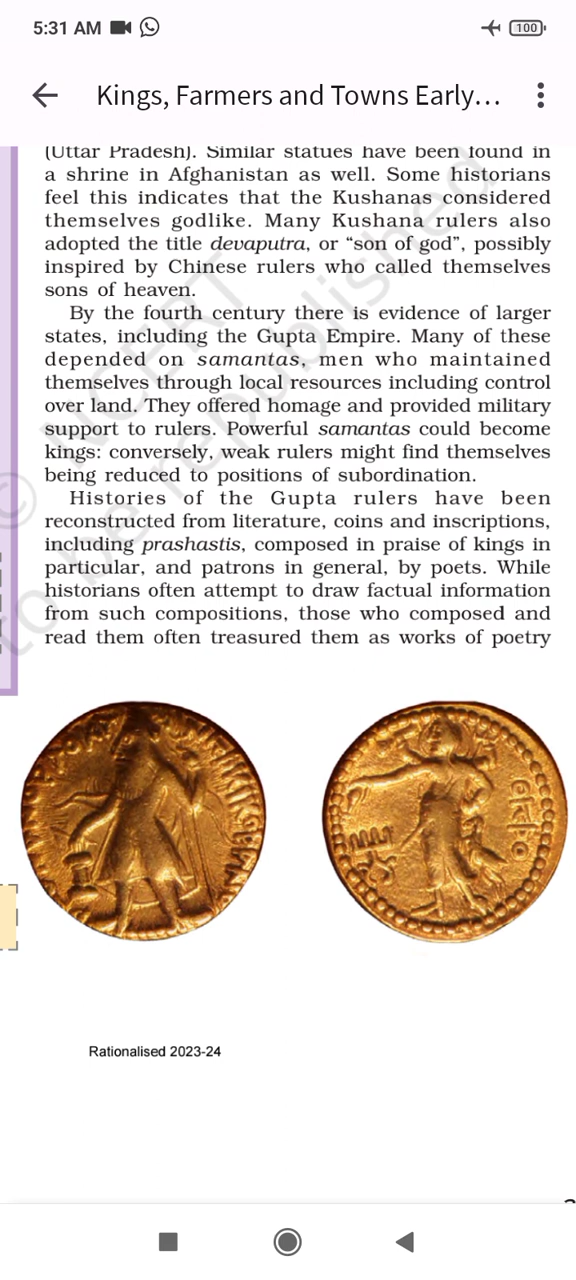 5:31 AM
100
Kings, Farmers and Towns Early...
(Uttar Pradesh). Similar statues have been found in
a shrine in Afghanistan as well. Some historians
feel this indicates that the Kushanas considered
themselves godlike. Many Kushana rulers also
adopted the title devaputra, or “son of god”, possibly
inspired by Chinese rulers who called themselves
sons of heaven.
By the fourth century there is evidence of larger
states, including the Gupta Empire. Many of these
depended on samantas, men who maintained
themselves through local resources including control
over land. They offered homage and provided military
support to rulers. Powerful samantas could become
kings: conversely, weak rulers might find themselves
being reduced to positions of subordination.
Histories of the Gupta rulers have been
reconstructed from literature, coins and inscriptions,
including prashastis, composed in praise of kings in
particular, and patrons in general, by poets. While
historians often attempt to draw factual information
from such compositions, those who composed and
read them often treasured them as works of poetry
© NCERT
to be republished
Rationalised 2023-24